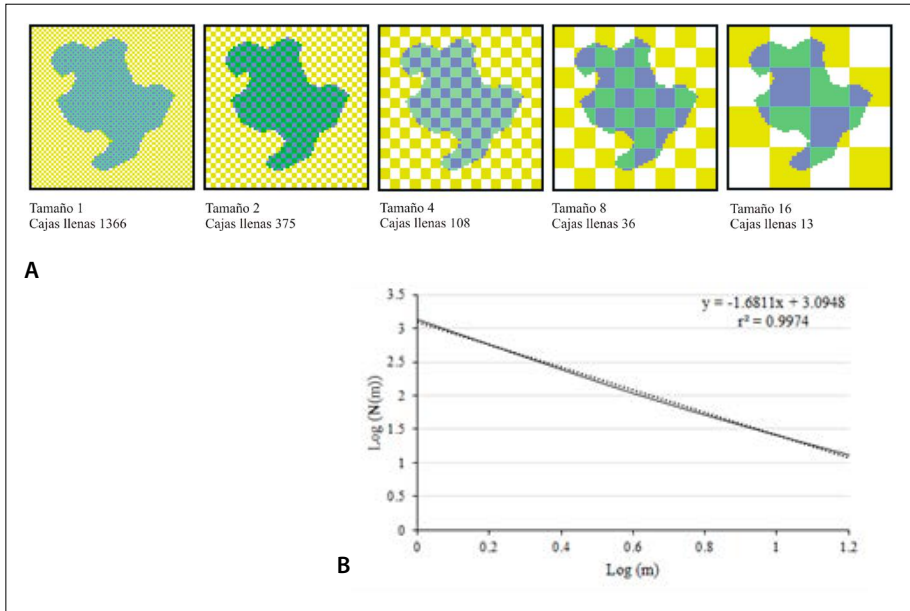 Tamaño 1
Cajas llenas 1366
Tamaño 2
Cajas llenas 375
Tamaño 4
Cajas llenas 108
Tamaño 8
Cajas llenas 36
Tamaño 16
Cajas llenas 13
A
y = -1.6811x + 3.0948
r² = 0.9974
3.5
3
2.5
2
1.5
1
0.5
0
Log (N(m))
0
0.2
0.4
0.6
0.8
1
1.2
Log (m)
B